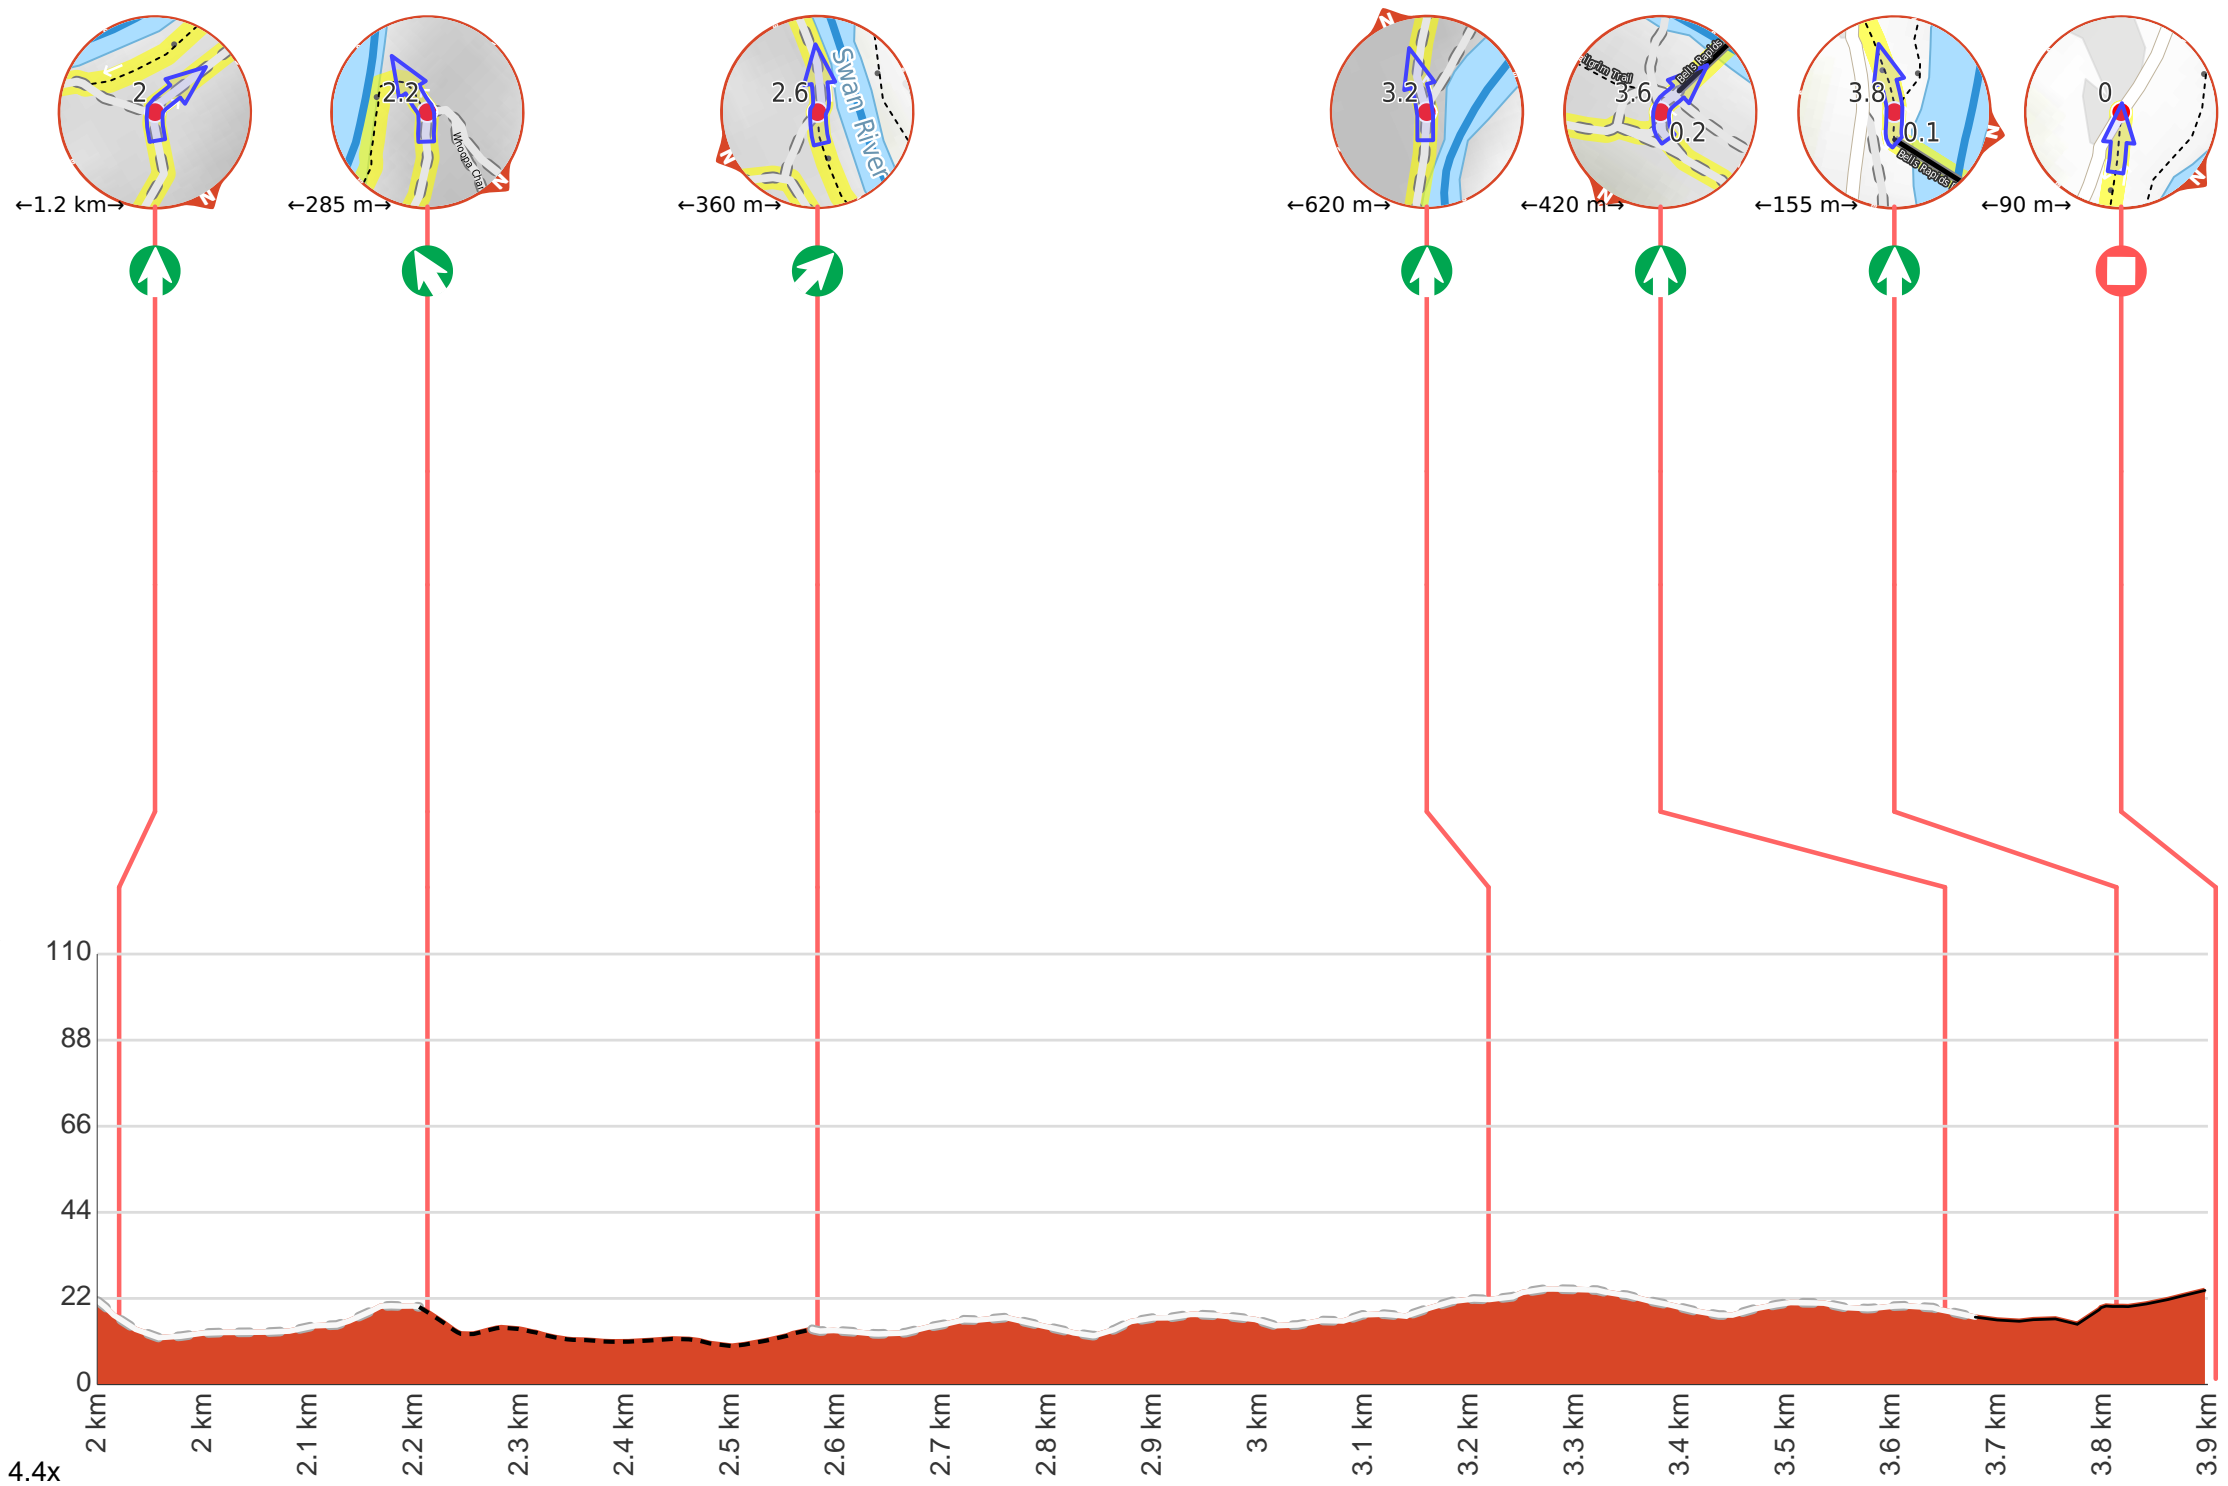 2
N
←1.2 km→
2.2
Whoopa Chai
N
←285 m→
2.6
Swan River
N
←360 m→
N
3.2
←620 m→
ilgrim Trail
Bells Rapids
3.6
0.2
N
←420 m→
3.8
0.1
Bells Rapids
N
←155 m→
0
N
←90 m→
110
88
66
44
22
0
2 km
2 km
2.1 km
2.2 km
2.3 km
2.4 km
2.5 km
2.6 km
2.7 km
2.8 km
2.9 km
3 km
3.1 km
3.2 km
3.3 km
3.4 km
3.5 km
3.6 km
3.7 km
3.8 km
3.9 km
4.4x